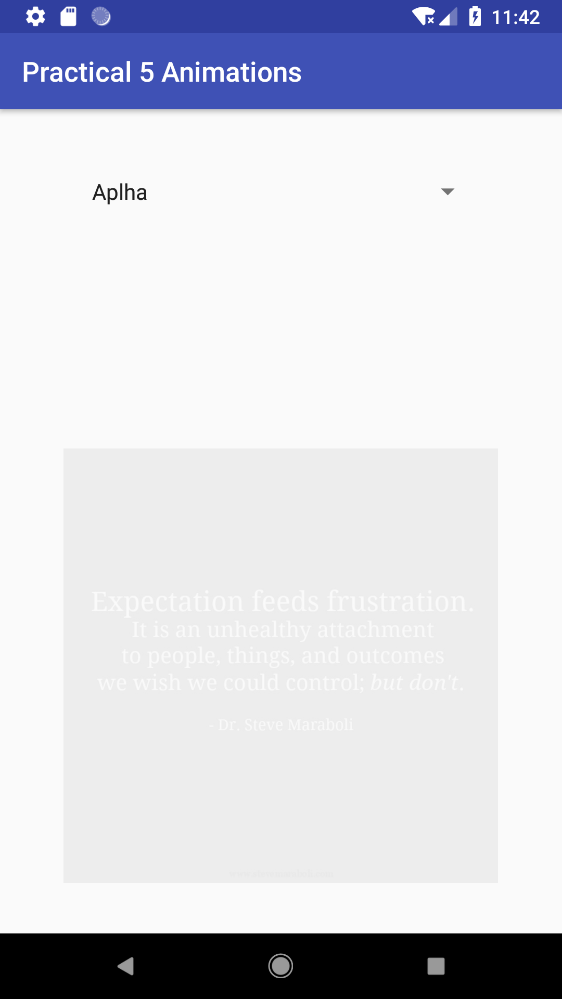 11:42
Practical 5 Animations
Aplha
Expectation feeds frustration.
It is an unhealthy attachment
to people, things, and outcomes
we wish we could control; but don't.
- Dr. Steve Maraboli